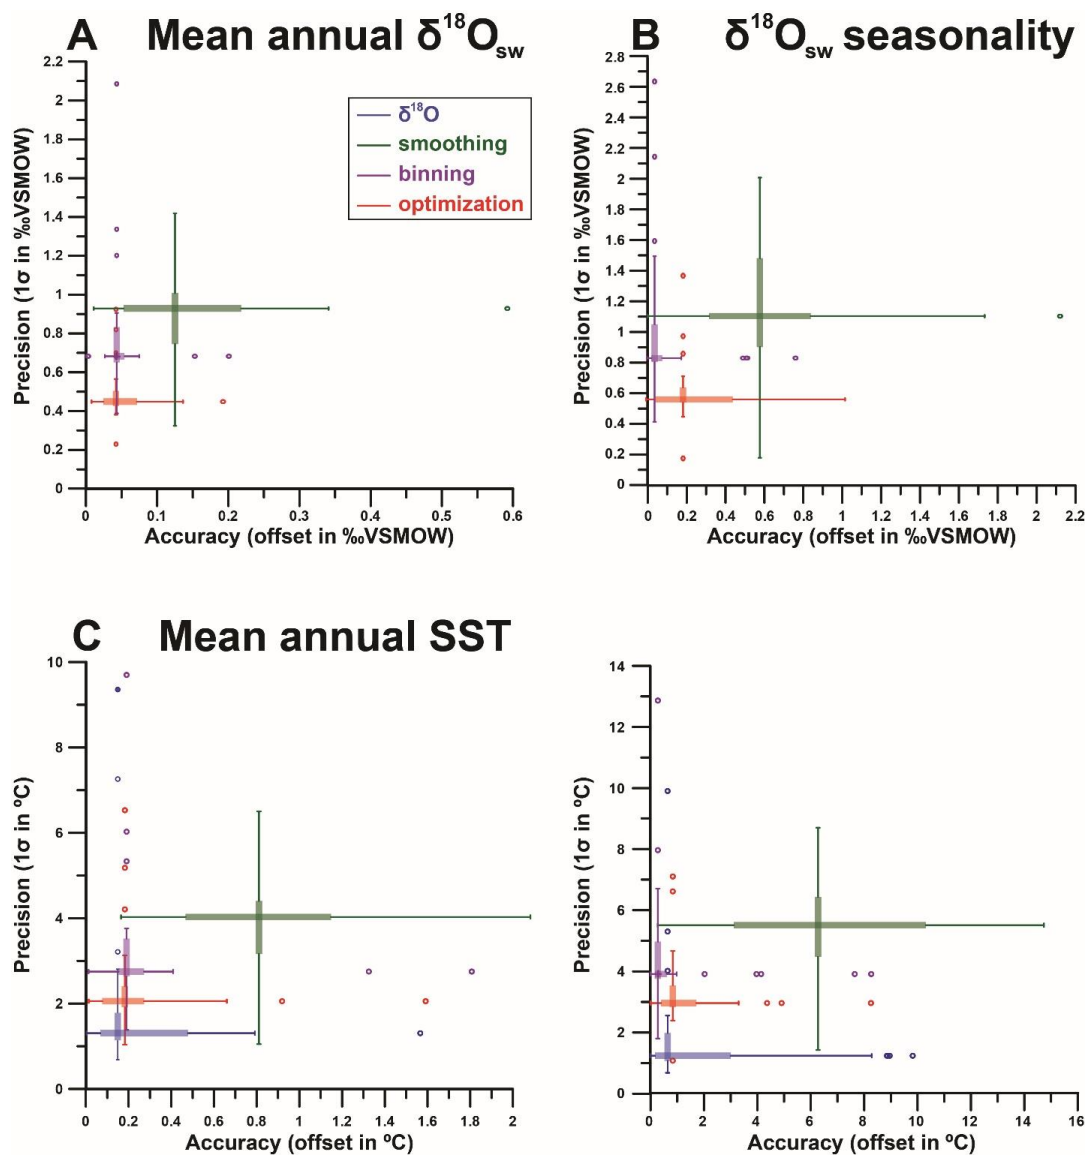 A Mean annual δ¹⁸Osw
2.2
2
1.8
1.6
1.4
1.2
1
0.8
0.6
0.4
0.2
0
Precision (1σ in ‰VSMOW)
δ¹⁸O
smoothing
binning
optimization
0 0.1 0.2 0.3 0.4 0.5 0.6
Accuracy (offset in ‰VSMOW)
B δ¹⁸Osw seasonality
2.8
2.6
2.4
2.2
2
1.8
1.6
1.4
1.2
1
0.8
0.6
0.4
0.2
0
Precision (1σ in ‰VSMOW)
0 0.2 0.4 0.6 0.8 1 1.2 1.4 1.6 1.8 2 2.2
Accuracy (offset in ‰VSMOW)
C Mean annual SST
10
8
6
4
2
0
Precision (1σ in ºC)
0 0.2 0.4 0.6 0.8 1 1.2 1.4 1.6 1.8 2
Accuracy (offset in ºC)
14
12
10
8
6
4
2
0
Precision (1σ in ºC)
0 2 4 6 8 10 12 14 16
Accuracy (offset in ºC)